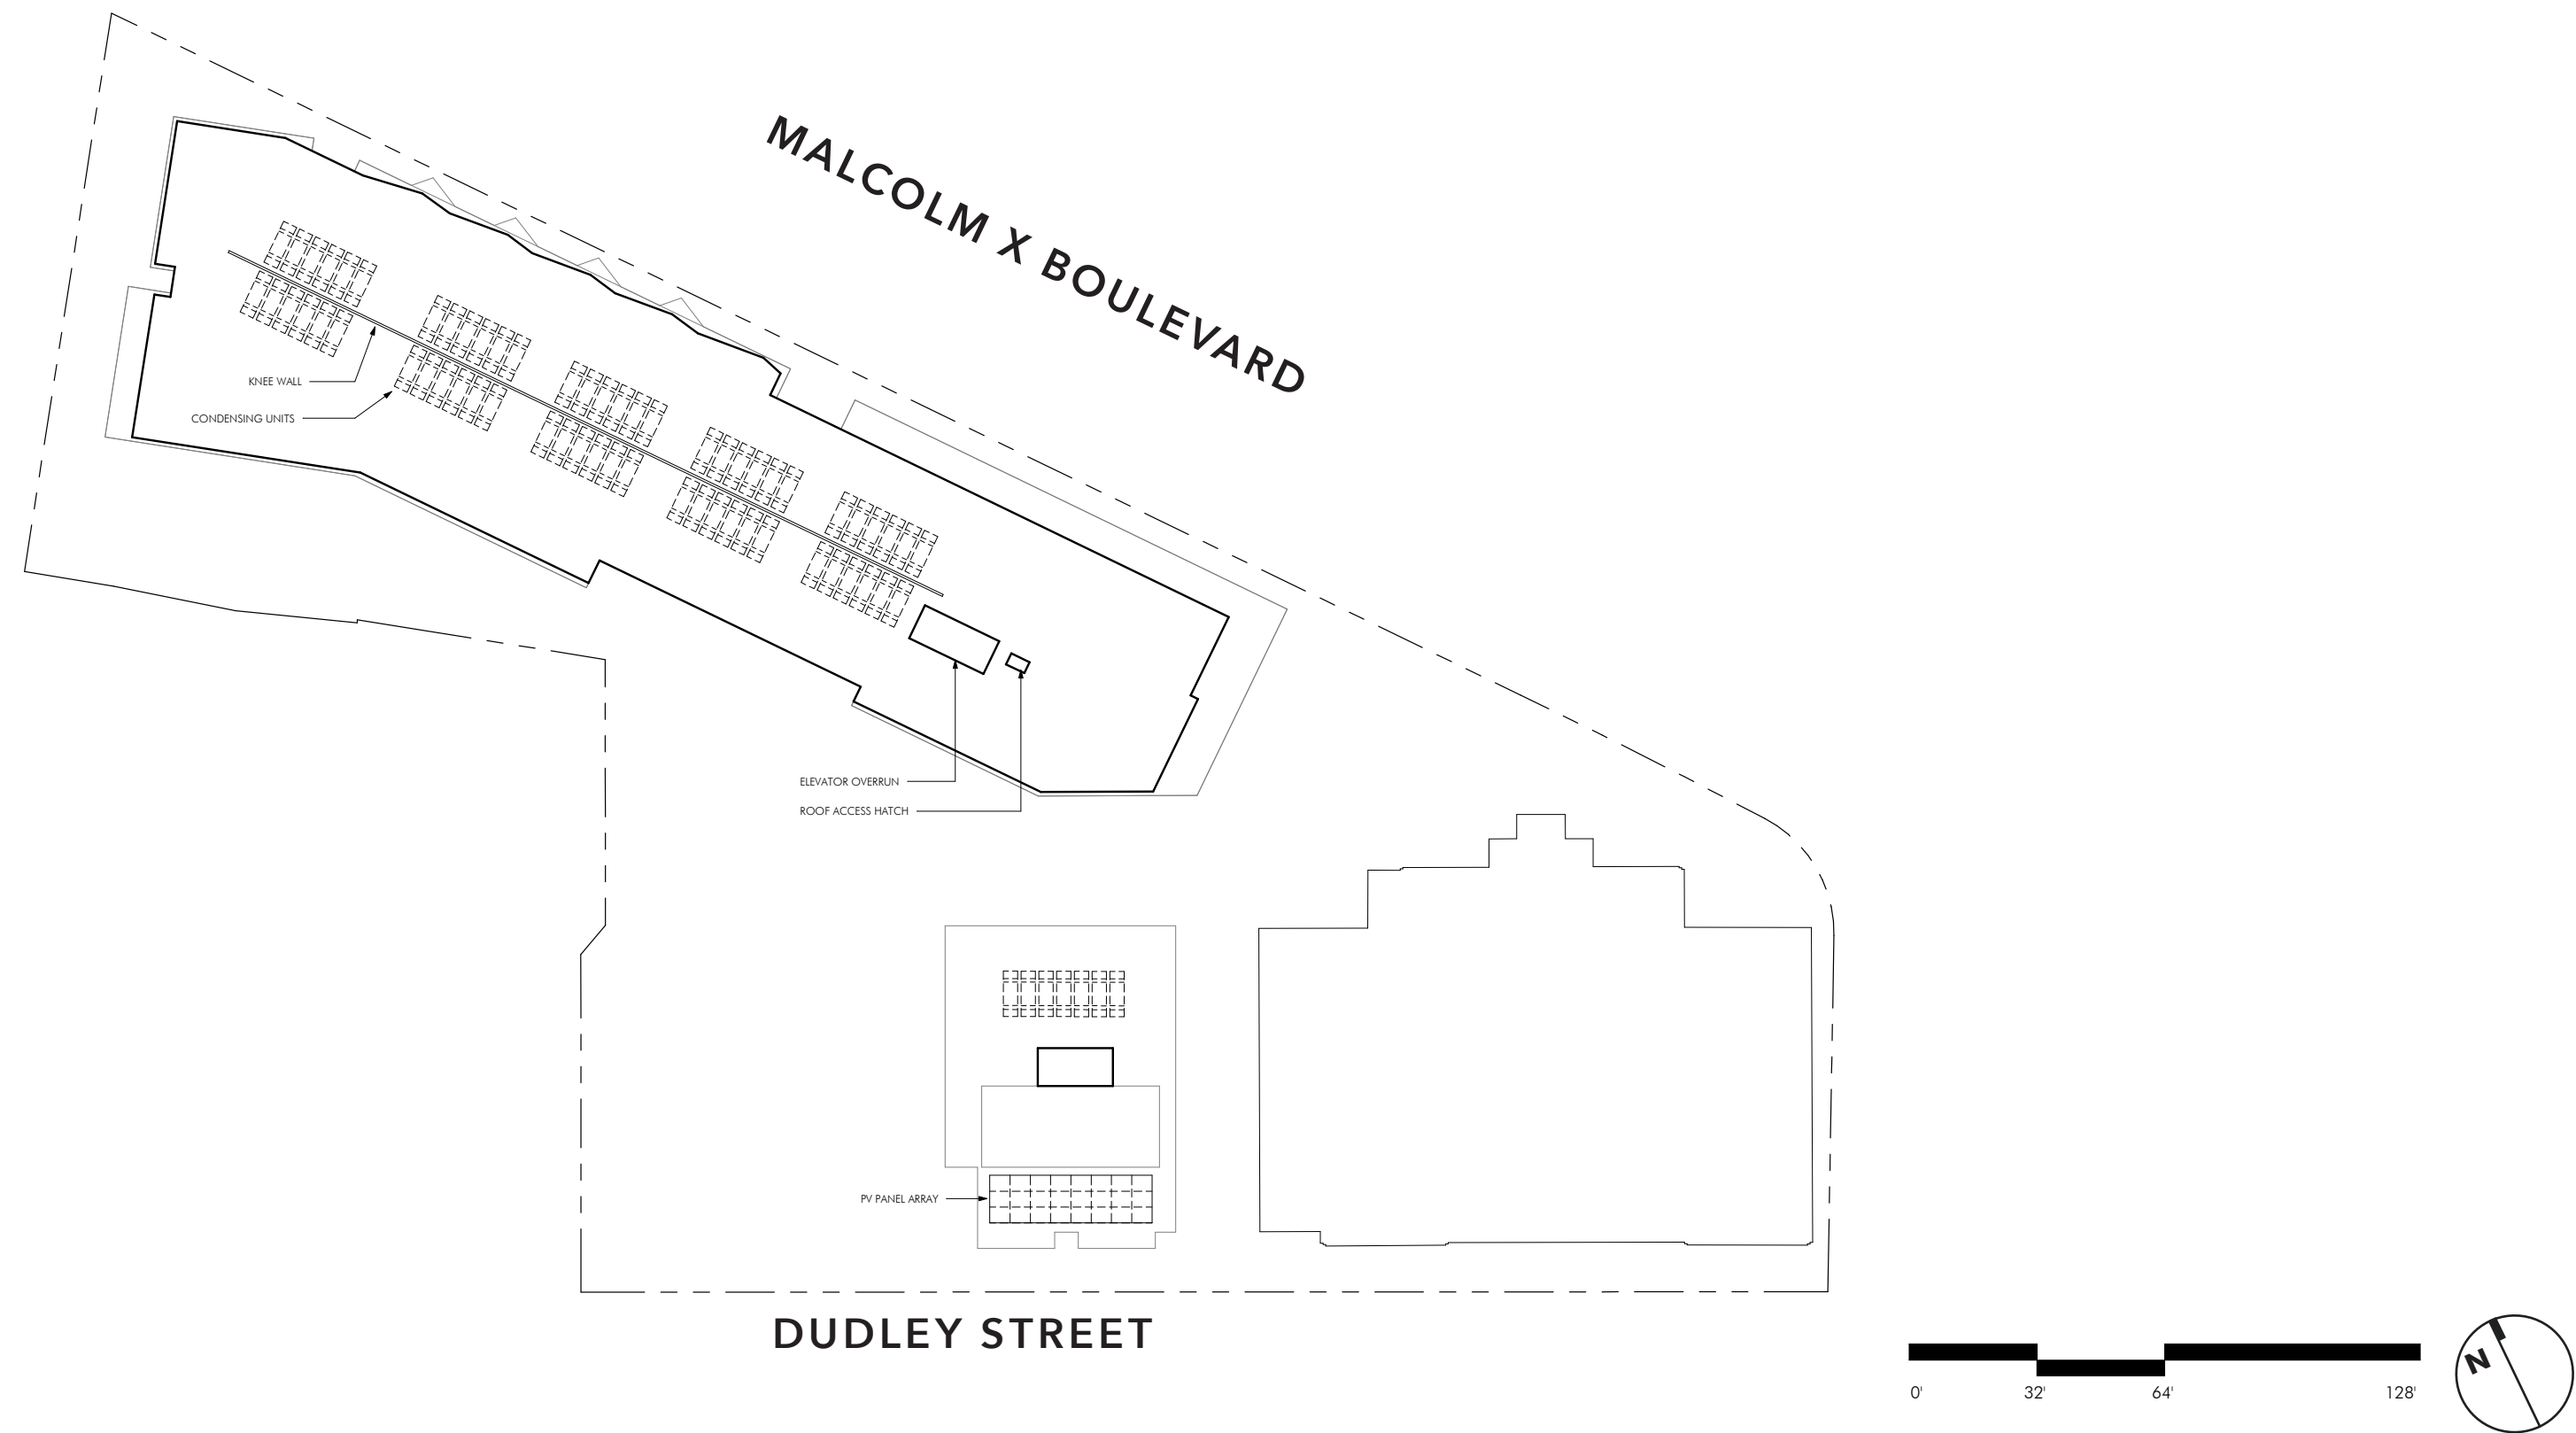 MALCOLM X BOULEVARD
KNEE WALL
CONDENSING UNITS
ELEVATOR OVERRUN
ROOF ACCESS HATCH
PV PANEL ARRAY
DUDLEY STREET
0' 32' 64' 128'
N